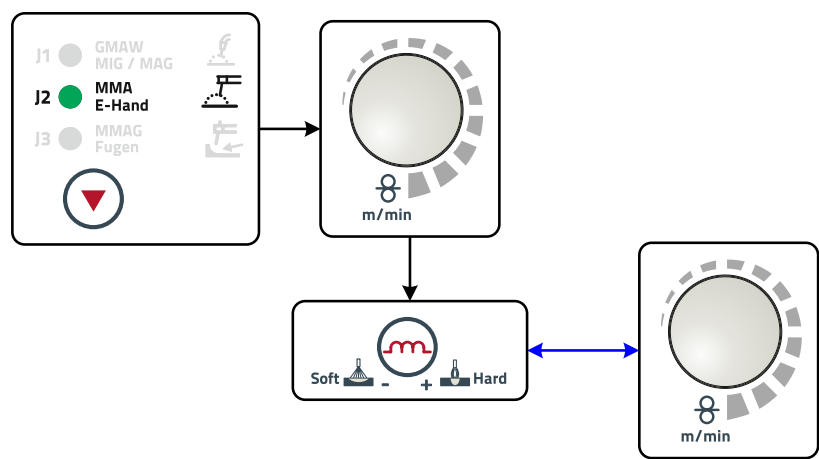 J1 GMAW
MIG / MAG
J2 MMA
E-Hand
J3 MMAG
Fugen
m/min
Soft - + Hard
m/min